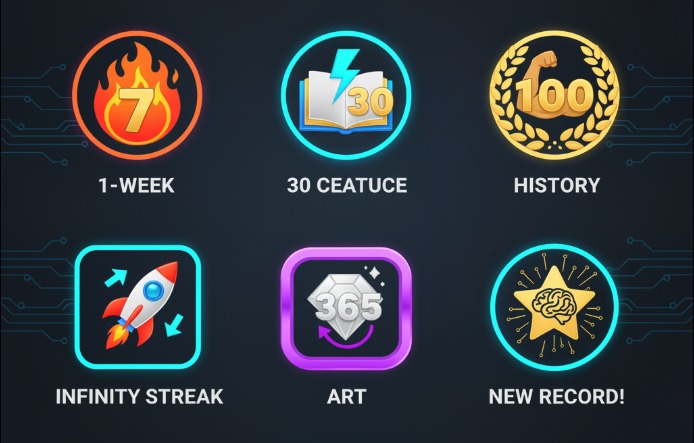 7
30
100
1-WEEK
30 CEATUCE
HISTORY
365
INFINITY STREAK
ART
NEW RECORD!